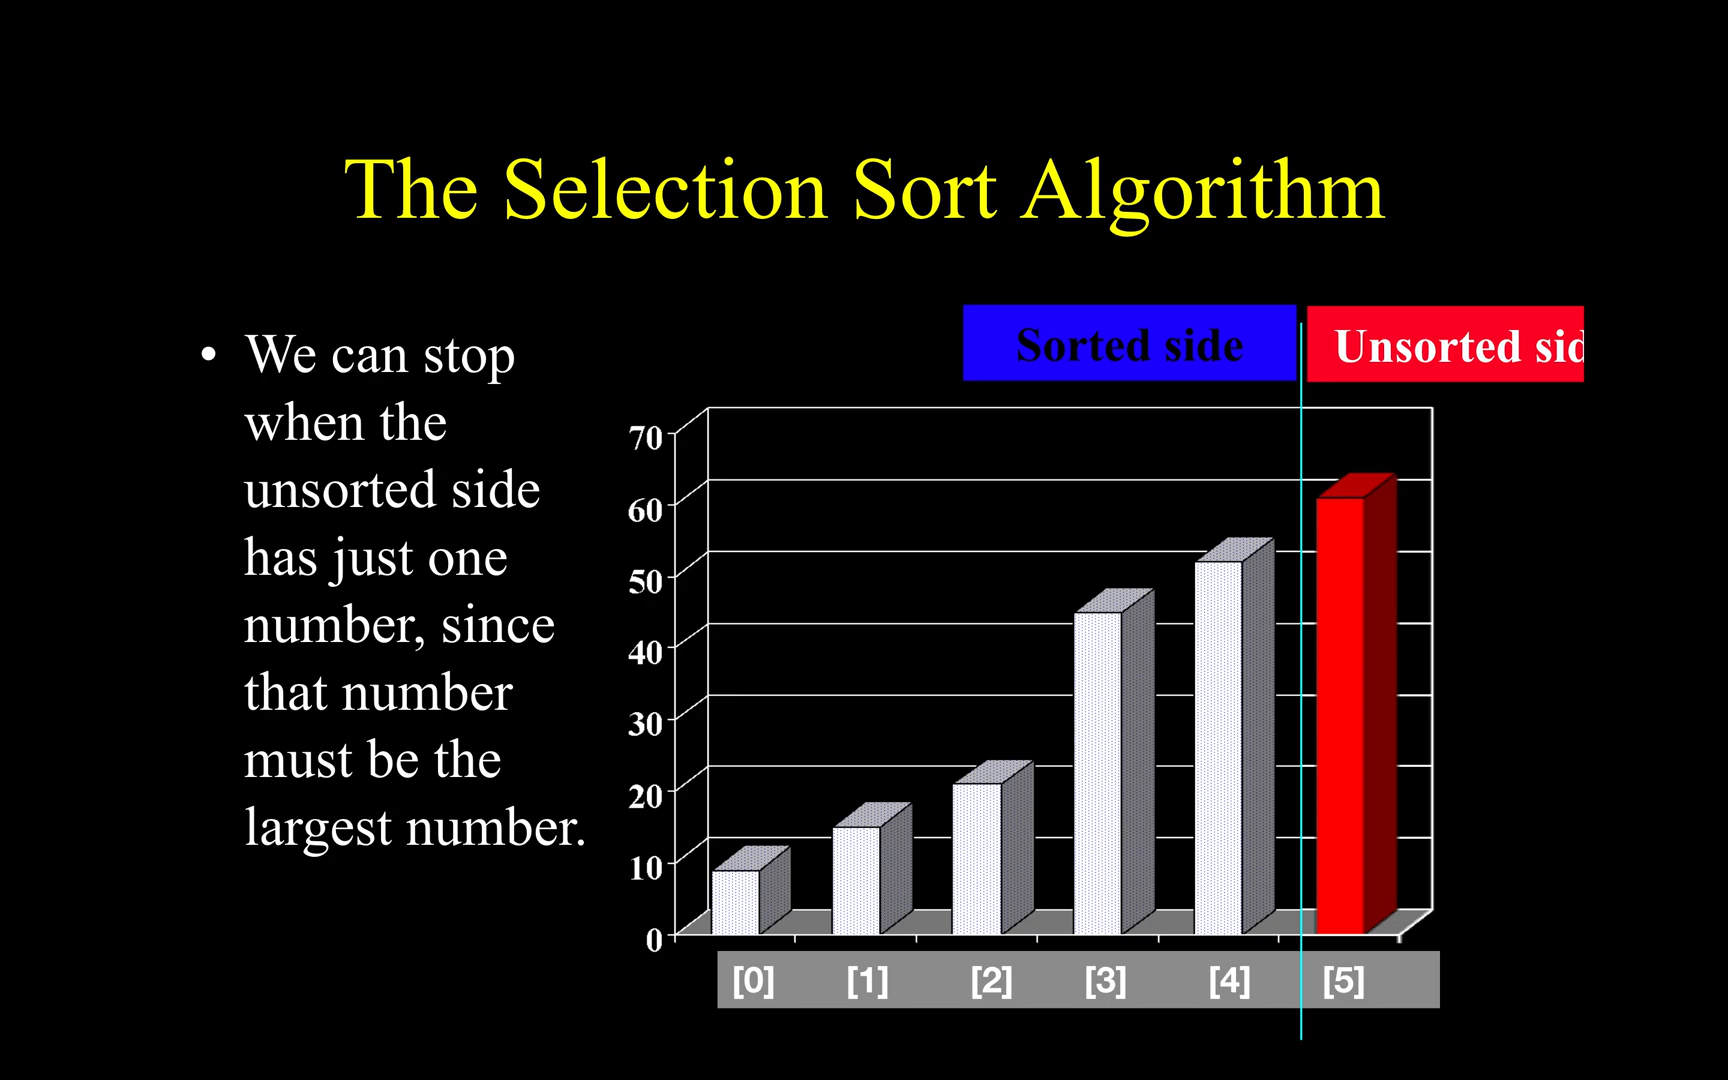 The Selection Sort Algorithm
• We can stop
when the
unsorted side
has just one
number, since
that number
must be the
largest number.
Sorted side
Unsorted sid
70
60
50
40
30
20
10
0
[0] [1] [2] [3] [4] [5]